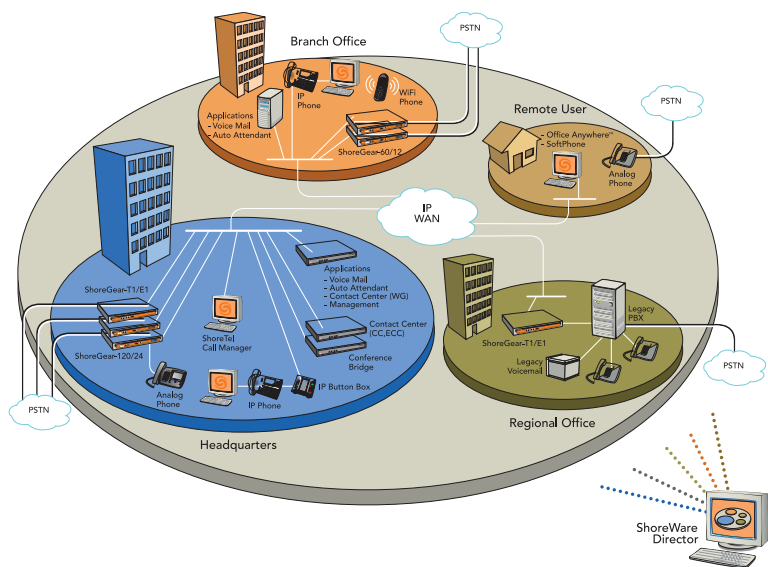 Branch Office
PSTN
IP
Phone
WiFi
Phone
Applications
- Voice Mail
- Auto Attendant
ShoreGear-60/12
Remote User
PSTN
- Office Anywhere™
- SoftPhone
Analog
Phone
IP
WAN
ShoreGear-T1/E1
ShoreGear-120/24
PSTN
ShoreTel
Call Manager
Applications
- Voice Mail
- Auto Attendant
- Contact Center (WG)
- Management
Contact Center
(CC,ECC)
Conference
Bridge
Analog
Phone
IP Phone
IP Button Box
Headquarters
Legacy
PBX
ShoreGear-T1/E1
Legacy
Voicemail
PSTN
Regional Office
ShoreWare
Director